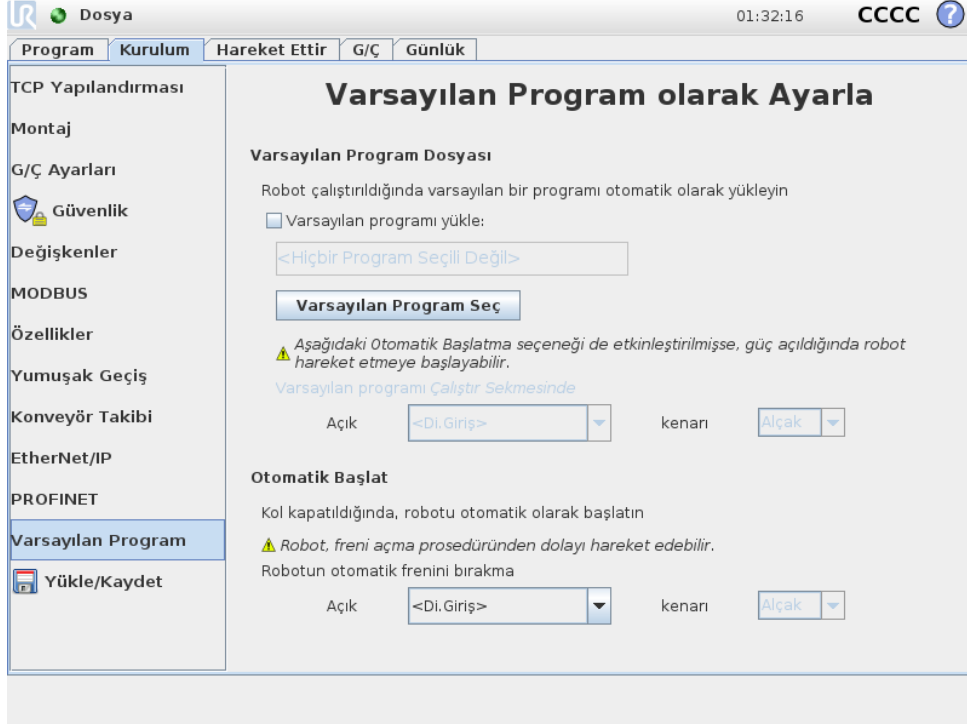 UR Dosya 01:32:16 CCCC ?
Program Kurulum Hareket Ettir G/Ç Günlük
TCP Yapılandırması
Montaj
G/Ç Ayarları
Güvenlik
Değişkenler
MODBUS
Özellikler
Yumuşak Geçiş
Konveyör Takibi
EtherNet/IP
PROFINET
Varsayılan Program
Yükle/Kaydet
Varsayılan Program olarak Ayarla
Varsayılan Program Dosyası
Robot çalıştırıldığında varsayılan bir programı otomatik olarak yükleyin
Varsayılan programı yükle:
<Hiçbir Program Seçili Değil>
Varsayılan Program Seç
Aşağıdaki Otomatik Başlatma seçeneği de etkinleştirilmişse, güç açıldığında robot
hareket etmeye başlayabilir.
Varsayılan programı Çalıştır Sekmesinde
Açık <Di.Giriş> kenarı Alçak
Otomatik Başlat
Kol kapatıldığında, robotu otomatik olarak başlatın
Robot, freni açma prosedüründen dolayı hareket edebilir.
Robotun otomatik frenini bırakma
Açık <Di.Giriş> kenarı Alçak